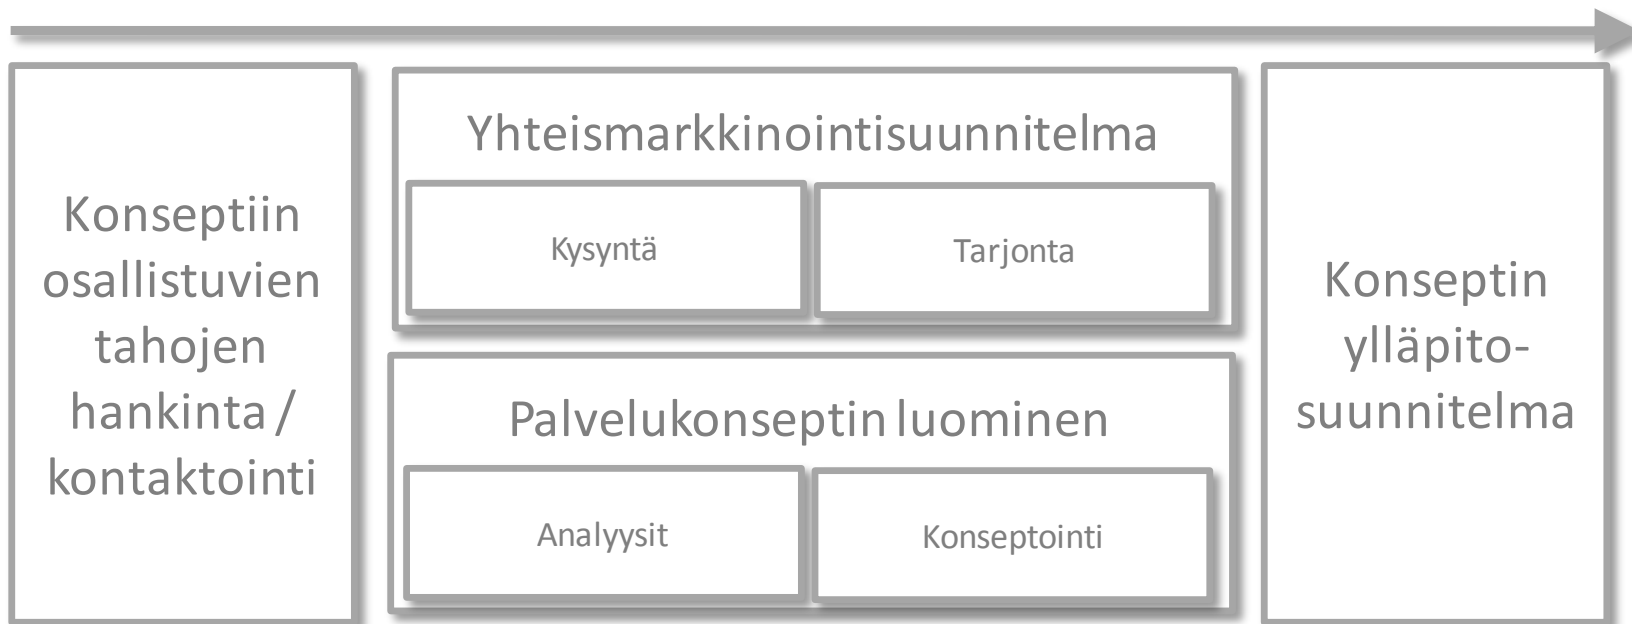 Konseptiin
osallistuvien
tahojen
hankinta /
kontaktointi
Yhteismarkkinointisuunnitelma
Kysyntä
Tarjonta
Palvelukonseptin luominen
Analyysit
Konseptointi
Konseptin
ylläpito-
suunnitelma